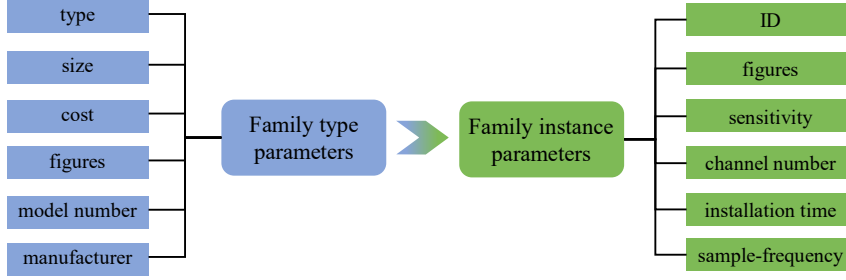 type
size
cost
figures
model number
manufacturer
Family type
parameters
Family instance
parameters
ID
figures
sensitivity
channel number
installation time
sample-frequency